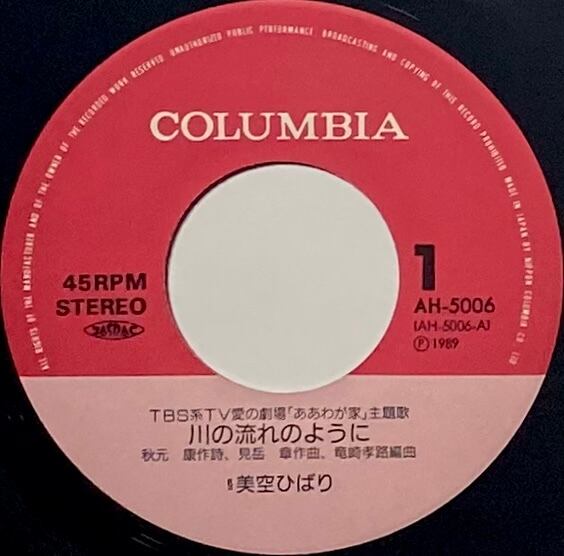 ALL RIGHTS OF THE MANUFACTURER AND OF THE OWNER OF THE RECORDED WORK RESERVED UNAUTHORIZED PUBLIC PERFORMANCE BROADCASTING AND COPYING OF THIS RECORD PROHIBITED MADE IN JAPAN BY NIPPON COLUMBIA CO., LTD
COLUMBIA
45RPM
STEREO
JASRAC
1
AH-5006
(AH-5006-A)
Ⓟ1989
TBS系TV愛の劇場「ああわが家」主題歌
川の流れのように
秋元 康作詩、見岳 章作曲、竜崎孝路編曲
美空ひばり